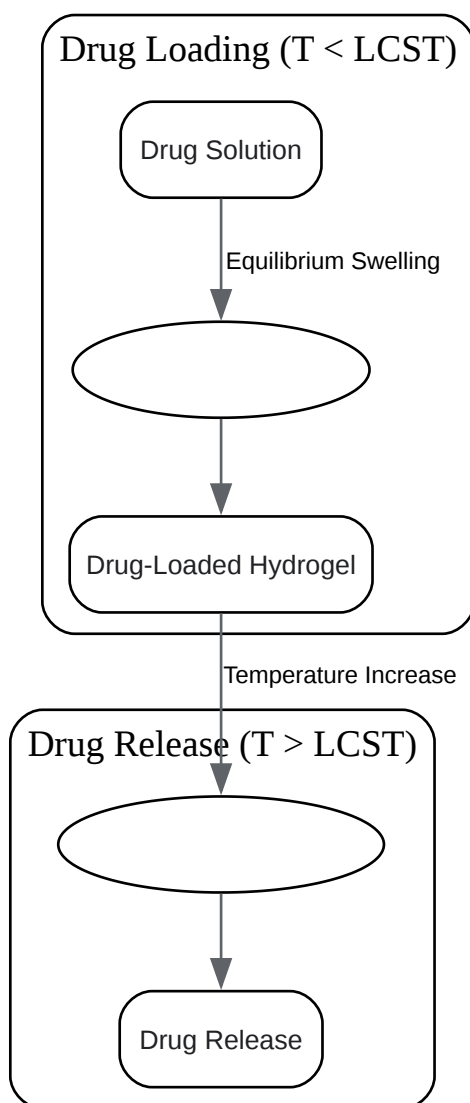 Drug Loading (T < LCST)
Drug Solution
Equilibrium Swelling
Drug-Loaded Hydrogel
Temperature Increase
Drug Release (T > LCST)
Drug Release